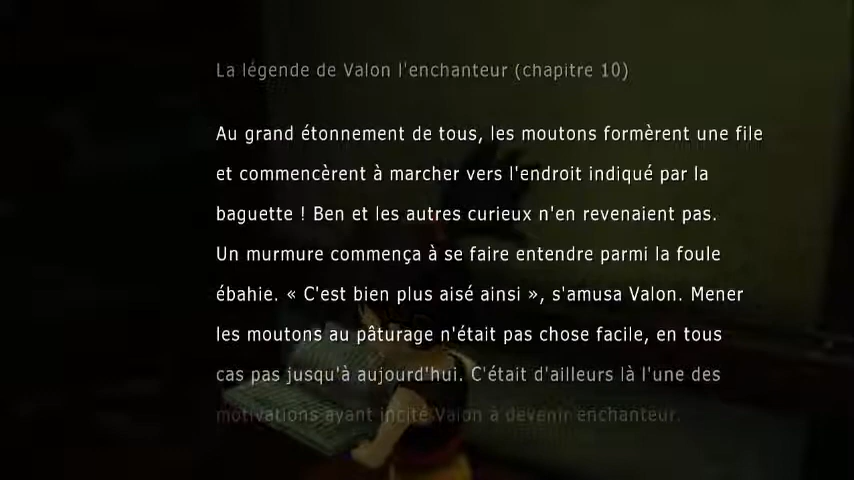 La légende de Valon l'enchanteur (chapitre 10)
Au grand étonnement de tous, les moutons formèrent une file
et commencèrent à marcher vers l'endroit indiqué par la
baguette ! Ben et les autres curieux n'en revenaient pas.
Un murmure commença à se faire entendre parmi la foule
ébahie. « C'est bien plus aisé ainsi », s'amusa Valon. Mener
les moutons au pâturage n'était pas chose facile, en tous
cas pas jusqu'à aujourd'hui. C'était d'ailleurs là l'une des
motivations ayant incité Valon à devenir enchanteur.